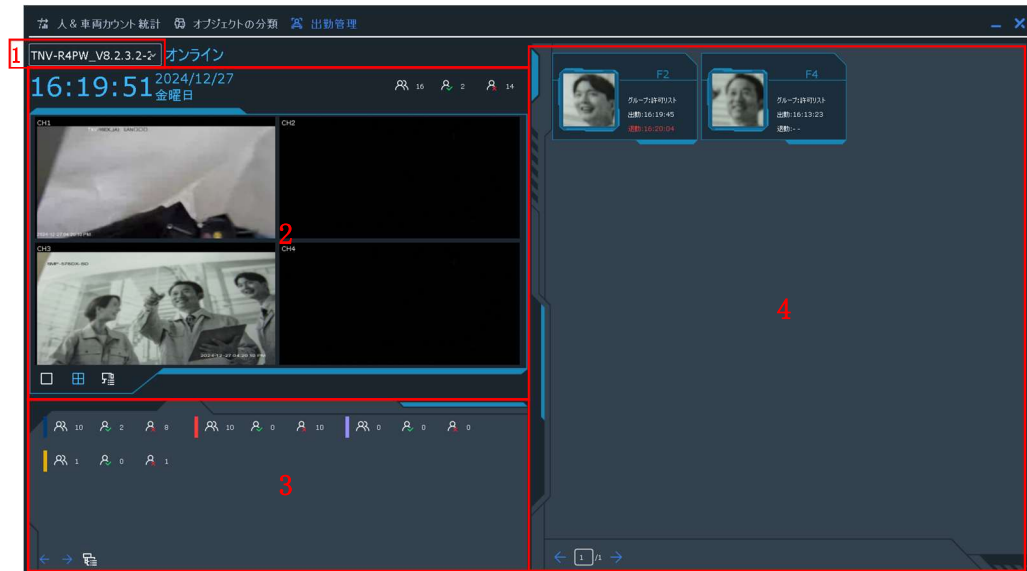 人&車両カウント統計 オブジェクトの分類 出勤管理
1
TNV-R4PW_V8.2.3.2-2 オンライン
16:19:51 2024/12/27
金曜日
16 2 14
CH1
CH2
2
CH3
CH4
10 2 8 10 0 10 0 0 0
1 0 1
3
F2
グループ:許可リスト
出勤:16:19:45
退勤:16:20:04
F4
グループ:許可リスト
出勤:16:13:23
退勤:--
4
1 /1